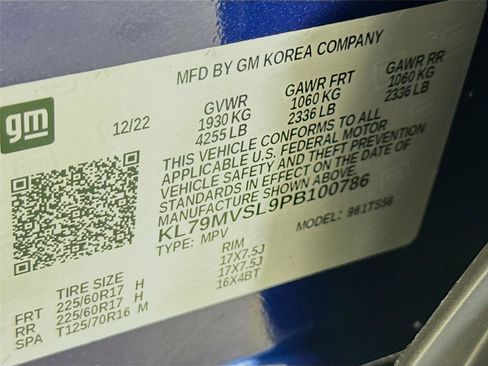 MFD BY GM KOREA COMPANY
gm
12/22
GVWR GAWR FRT GAWR RR
1930 KG 1060 KG 1060 KG
4255 LB 2336 LB 2336 LB
THIS VEHICLE CONFORMS TO ALL
APPLICABLE U.S. FEDERAL MOTOR
VEHICLE SAFETY AND THEFT PREVENTION
STANDARDS IN EFFECT ON THE DATE OF
MANUFACTURE SHOWN ABOVE.
KL79MVSL9PB100786
TYPE: MPV MODEL: 961TS56
TIRE SIZE RIM
FRT 225/60R17 H 17X7.5J
RR 225/60R17 H 17X7.5J
SPA T125/70R16 M 16X4BT